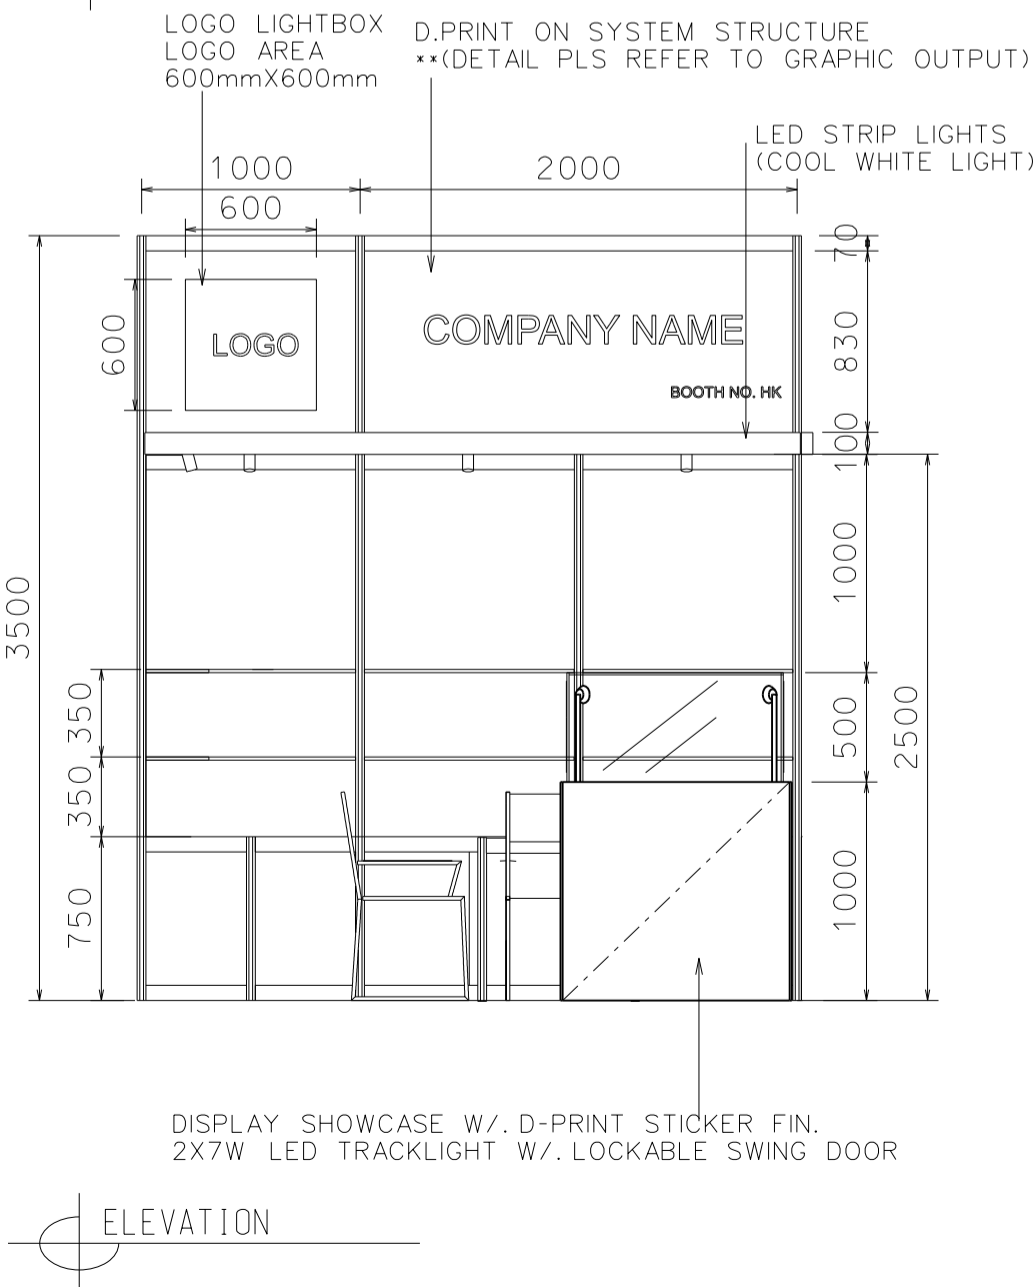 LOGO LIGHTBOX
LOGO AREA
600mmX600mm
D.PRINT ON SYSTEM STRUCTURE
**(DETAIL PLS REFER TO GRAPHIC OUTPUT)
LED STRIP LIGHTS
(COOL WHITE LIGHT)
1000
2000
600
70
600
LOGO
COMPANY NAME
BOOTH NO. HK
830
100
3500
1000
350
500
2500
350
750
1000
DISPLAY SHOWCASE W/. D-PRINT STICKER FIN.
2X7W LED TRACKLIGHT W/. LOCKABLE SWING DOOR
ELEVATION